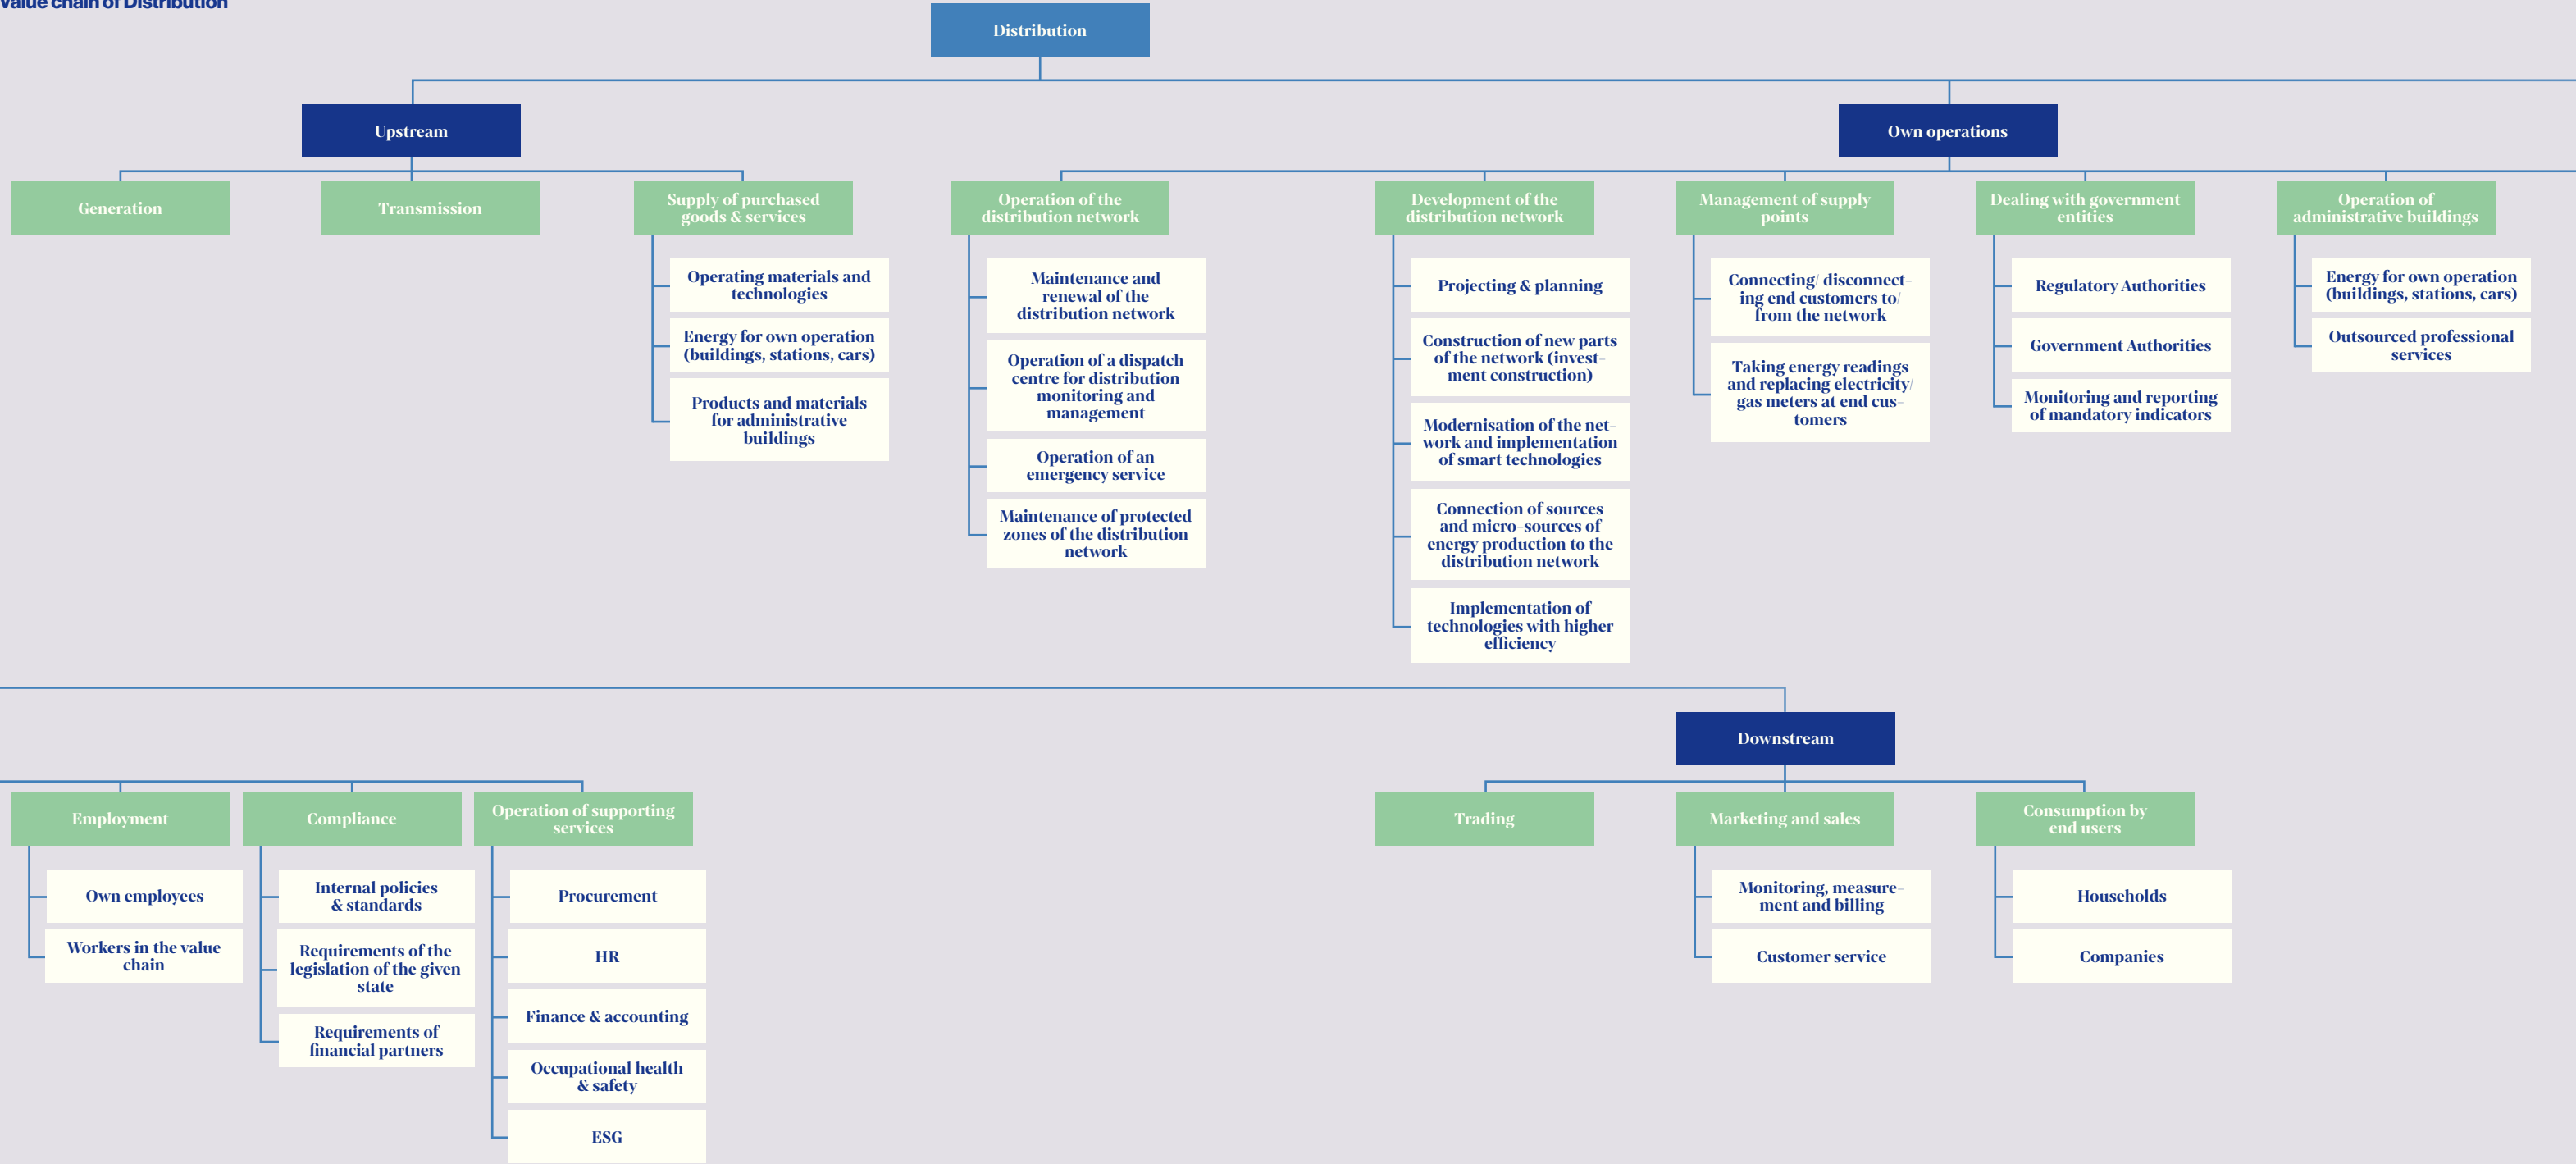 Value chain of Distribution
Distribution
Upstream
Own operations
Generation
Transmission
Supply of purchased
goods & services
Operating materials and
technologies
Energy for own operation
(buildings, stations, cars)
Products and materials
for administrative
buildings
Operation of the
distribution network
Maintenance and
renewal of the
distribution network
Operation of a dispatch
centre for distribution
monitoring and
management
Operation of an
emergency service
Maintenance of protected
zones of the distribution
network
Development of the
distribution network
Projecting & planning
Construction of new parts
of the network (invest-
ment construction)
Modernisation of the net-
work and implementation
of smart technologies
Connection of sources
and micro-sources of
energy production to the
distribution network
Implementation of
technologies with higher
efficiency
Management of supply
points
Connecting/ disconnect-
ing end customers to/
from the network
Taking energy readings
and replacing electricity/
gas meters at end cus-
tomers
Dealing with government
entities
Regulatory Authorities
Government Authorities
Monitoring and reporting
of mandatory indicators
Operation of
administrative buildings
Energy for own operation
(buildings, stations, cars)
Outsourced professional
services
Employment
Own employees
Workers in the value
chain
Compliance
Internal policies
& standards
Requirements of the
legislation of the given
state
Requirements of
financial partners
Operation of supporting
services
Procurement
HR
Finance & accounting
Occupational health
& safety
ESG
Downstream
Trading
Marketing and sales
Monitoring, measure-
ment and billing
Customer service
Consumption by
end users
Households
Companies